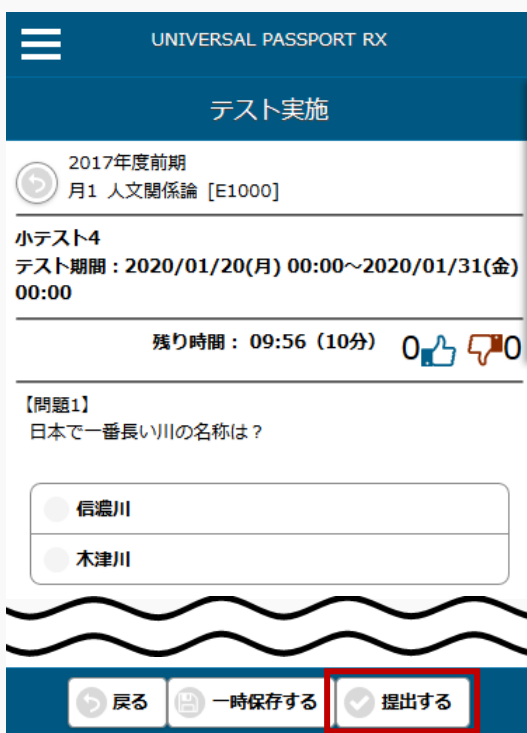 UNIVERSAL PASSPORT RX
テスト実施
2017年度前期
月1 人文関係論 [E1000]
小テスト4
テスト期間：2020/01/20(月) 00:00～2020/01/31(金)
00:00
残り時間： 09:56（10分） 0 0
【問題1】
日本で一番長い川の名称は？
信濃川
木津川
戻る 一時保存する 提出する